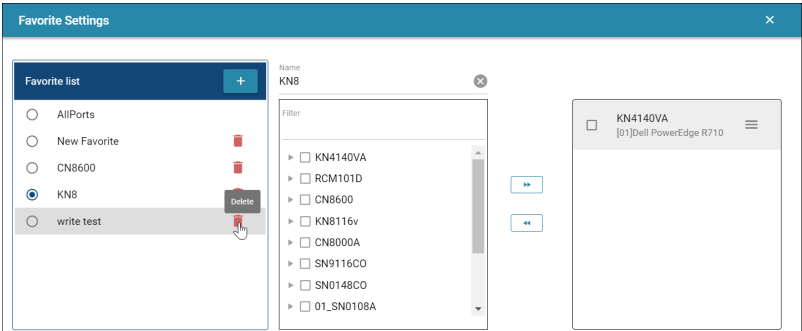 Favorite Settings
Favorite list
AllPorts
New Favorite
CN8600
KN8
Delete
write test
Name
KN8
Filter
KN4140VA
RCM101D
CN8600
KN8116v
CN8000A
SN9116CO
SN0148CO
01_SN0108A
KN4140VA
[01]Dell PowerEdge R710